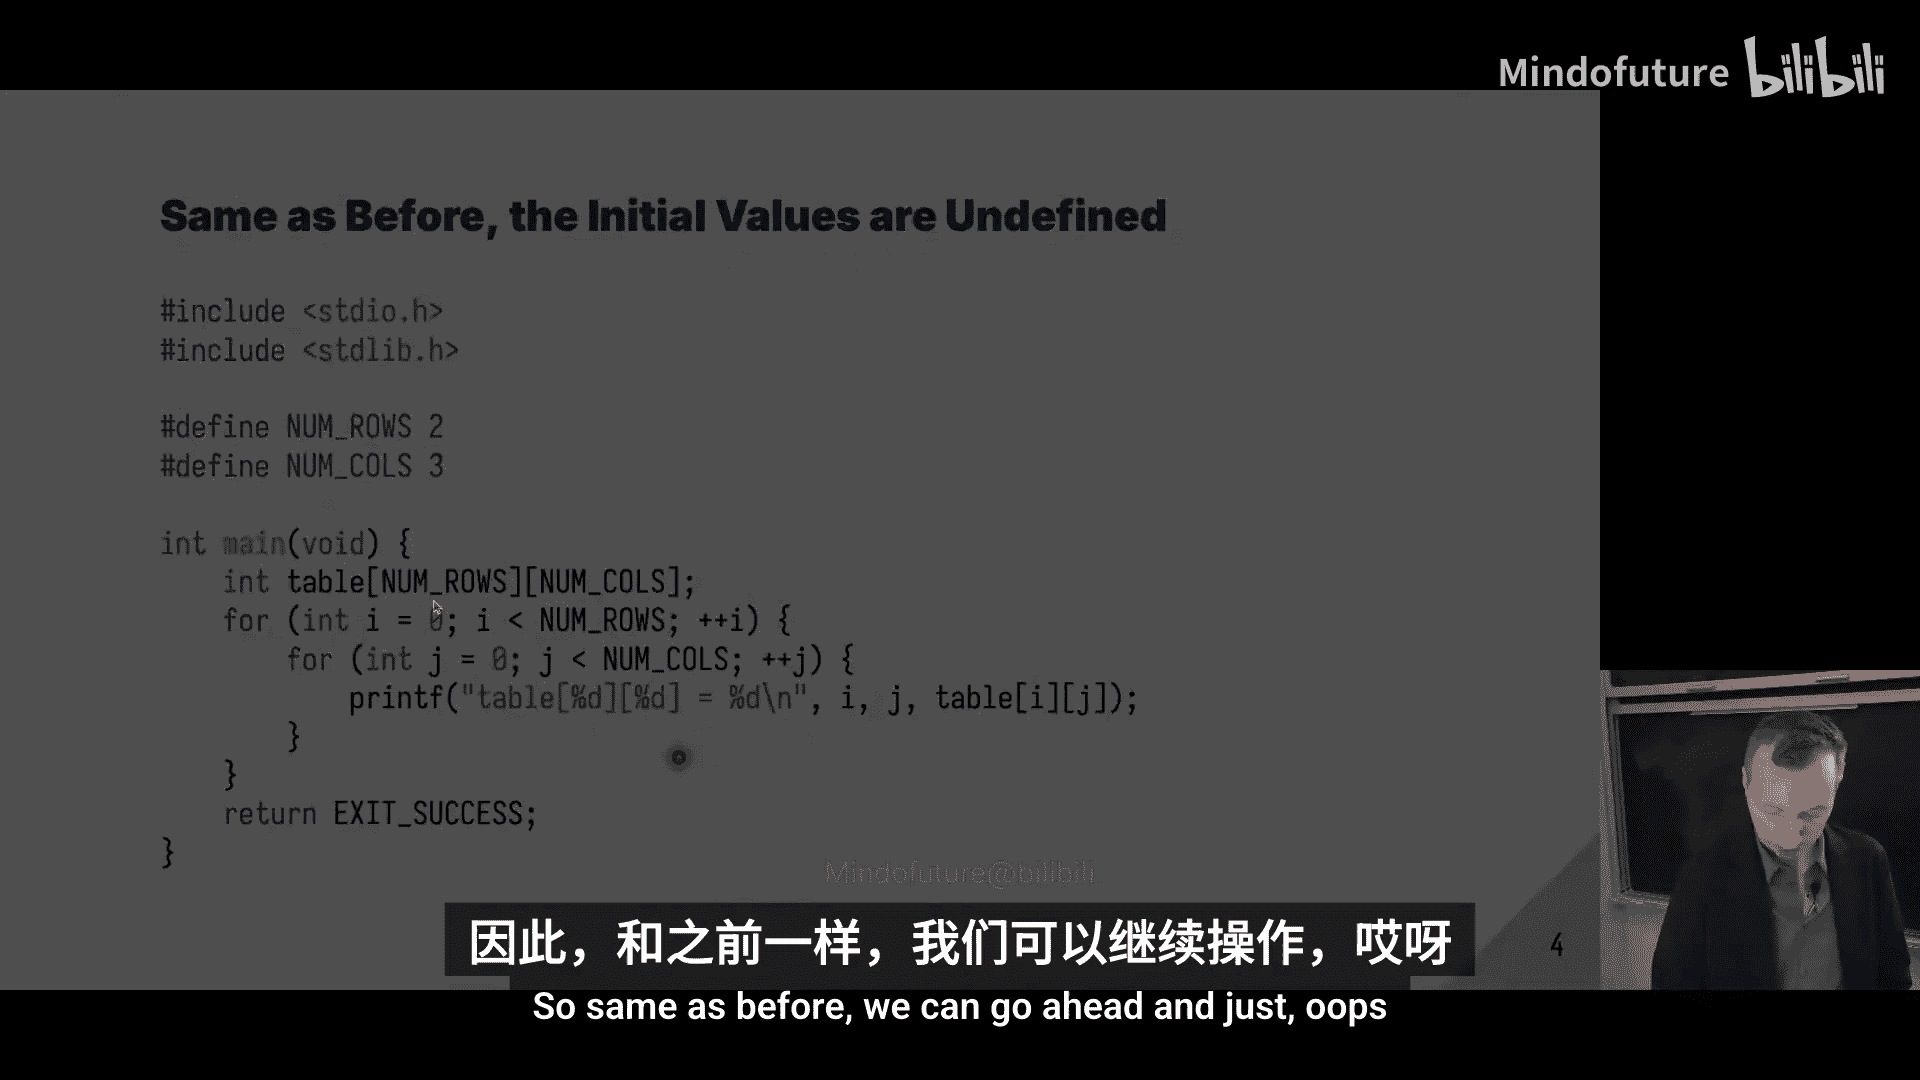 Mindofuture bilibili
Same as Before, the Initial Values are Undefined
#include <stdio.h>
#include <stdlib.h>
#define NUM_ROWS 2
#define NUM_COLS 3
int main(void) {
    int table[NUM_ROWS][NUM_COLS];
    for (int i = 0; i < NUM_ROWS; ++i) {
        for (int j = 0; j < NUM_COLS; ++j) {
            printf("table[%d][%d] = %d\n", i, j, table[i][j]);
        }
    }
    return EXIT_SUCCESS;
}
Mindofuture@bilibili
因此，和之前一样，我们可以继续操作，哎呀
4
So same as before, we can go ahead and just, oops